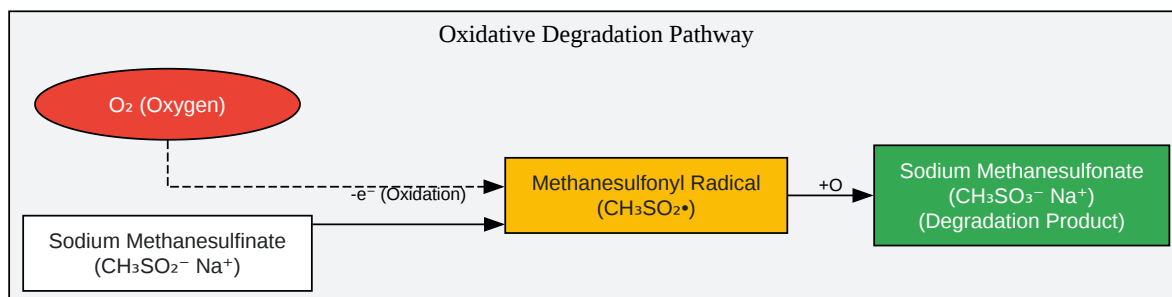 Oxidative Degradation Pathway
O₂ (Oxygen)
-e⁻ (Oxidation)
Sodium Methanesulfinate
(CH₃SO₂⁻ Na⁺)
Methanesulfonyl Radical
(CH₃SO₂•)
+O
Sodium Methanesulfonate
(CH₃SO₃⁻ Na⁺)
(Degradation Product)